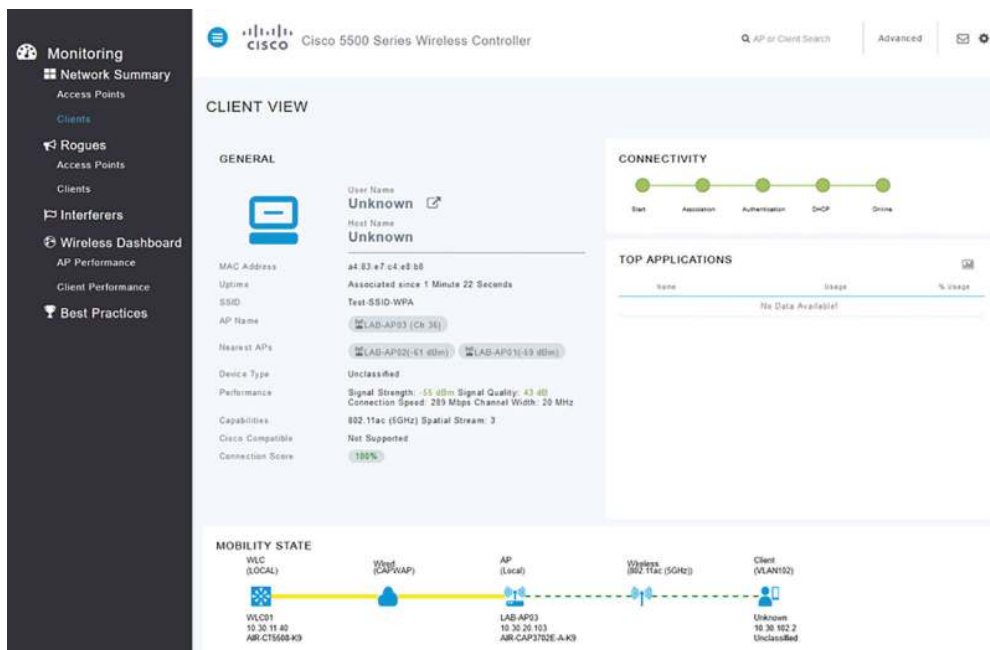 Monitoring
Network Summary
Access Points
Clients
Rogues
Access Points
Clients
Interferers
Wireless Dashboard
AP Performance
Client Performance
Best Practices
CISCO Cisco 5500 Series Wireless Controller
AP or Client Search
Advanced
CLIENT VIEW
GENERAL
User Name
Unknown
Host Name
Unknown
MAC Address a4:83:e7:c4:e8:b8
Uptime Associated since 1 Minute 22 Seconds
SSID Test-SSID-WPA
AP Name LAB-AP03 (Ch 36)
Nearest APs LAB-AP02(-61 dBm) LAB-AP01(-59 dBm)
Device Type Unclassified
Performance Signal Strength: -55 dBm Signal Quality: 43 dB
Connection Speed: 289 Mbps Channel Width: 20 MHz
Capabilities 802.11ac (5GHz) Spatial Stream: 3
Cisco Compatible Not Supported
Connection Score 100%
CONNECTIVITY
Start Association Authentication DHCP Online
TOP APPLICATIONS
Name Usage % Usage
No Data Available!
MOBILITY STATE
WLC
(LOCAL)
Wired
(CAPWAP)
AP
(Local)
Wireless
(802.11ac (5GHz))
Client
(VLAN102)
WLC01
10.30.11.40
AIR-CT5508-K9
LAB-AP03
10.30.20.103
AIR-CAP3702E-A-K9
Unknown
10.30.102.2
Unclassified